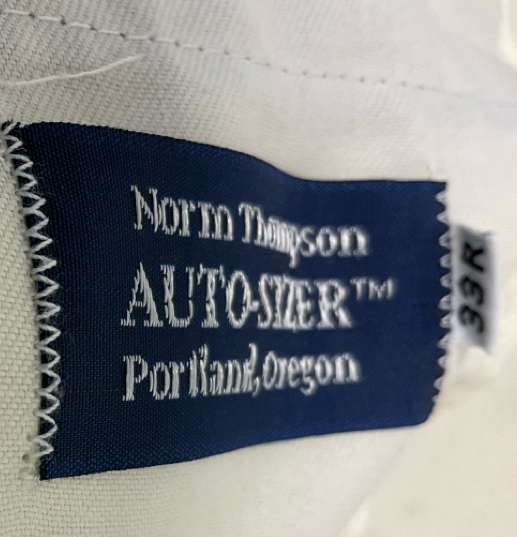 Norm Thompson
AUTO-SIZER™
Portland, Oregon
33R